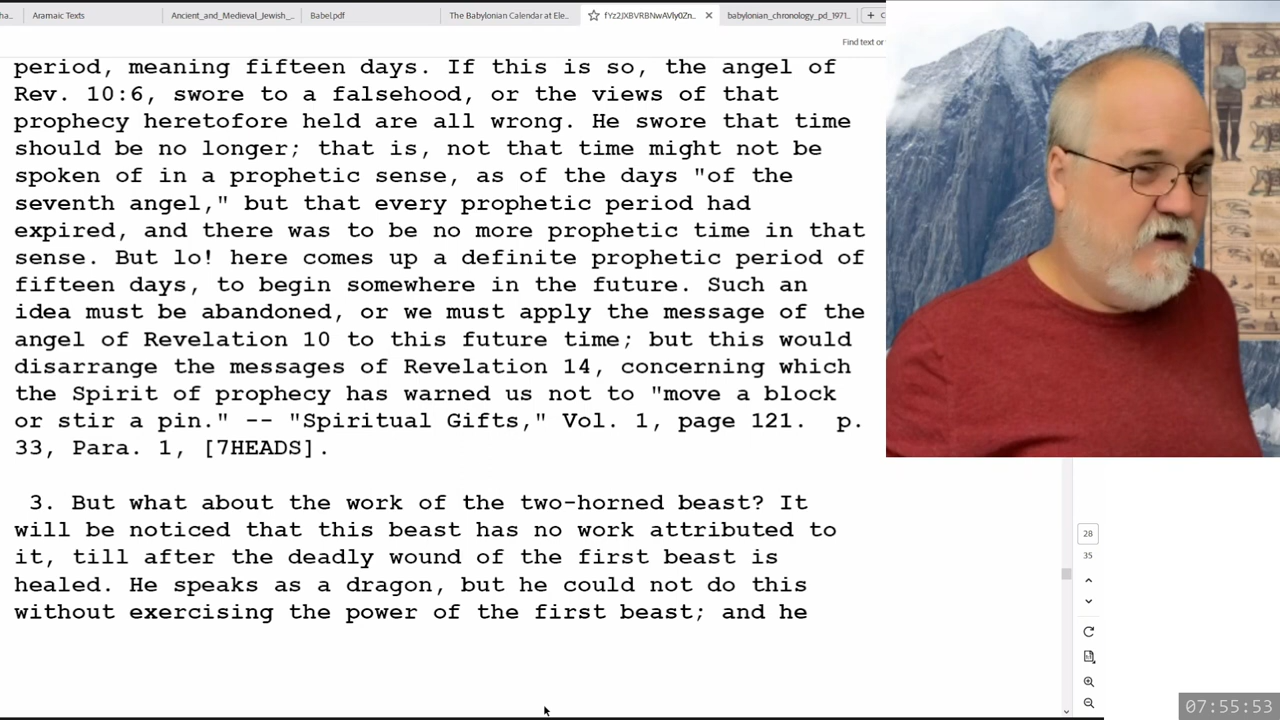 ha...
Aramaic Texts
Ancient_and_Medieval_Jewish_...
Babel.pdf
The Babylonian Calendar at Ele...
fYz2JXBVRBNwAVly0Zn...
babylonian_chronology_pd_1971...
Find text or
period, meaning fifteen days. If this is so, the angel of
Rev. 10:6, swore to a falsehood, or the views of that
prophecy heretofore held are all wrong. He swore that time
should be no longer; that is, not that time might not be
spoken of in a prophetic sense, as of the days "of the
seventh angel," but that every prophetic period had
expired, and there was to be no more prophetic time in that
sense. But lo! here comes up a definite prophetic period of
fifteen days, to begin somewhere in the future. Such an
idea must be abandoned, or we must apply the message of the
angel of Revelation 10 to this future time; but this would
disarrange the messages of Revelation 14, concerning which
the Spirit of prophecy has warned us not to "move a block
or stir a pin." -- "Spiritual Gifts," Vol. 1, page 121. p.
33, Para. 1, [7HEADS].
3. But what about the work of the two-horned beast? It
will be noticed that this beast has no work attributed to
it, till after the deadly wound of the first beast is
healed. He speaks as a dragon, but he could not do this
without exercising the power of the first beast; and he
28
35
07:55:53